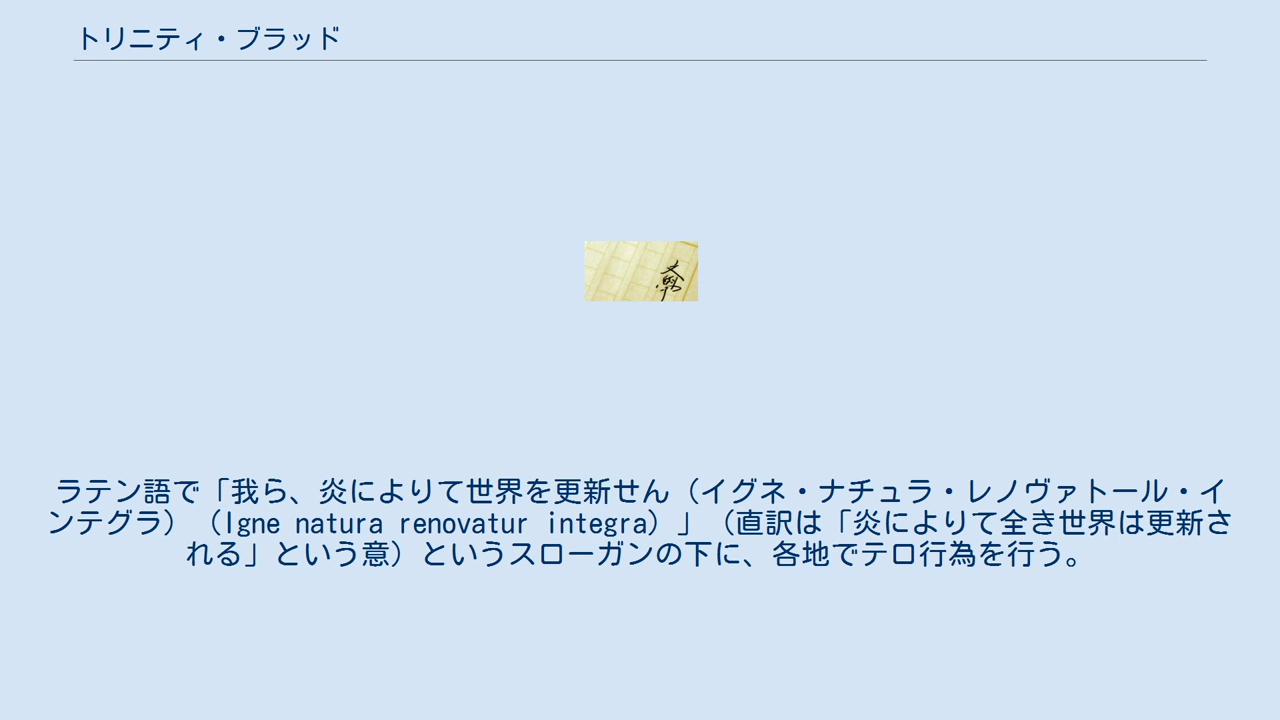 トリニティ・ブラッド
ラテン語で「我ら、炎によりて世界を更新せん（イグネ・ナチュラ・レノヴァトール・イ
ンテグラ）（Igne natura renovatur integra）」（直訳は「炎によりて全き世界は更新さ
れる」という意）というスローガンの下に、各地でテロ行為を行う。